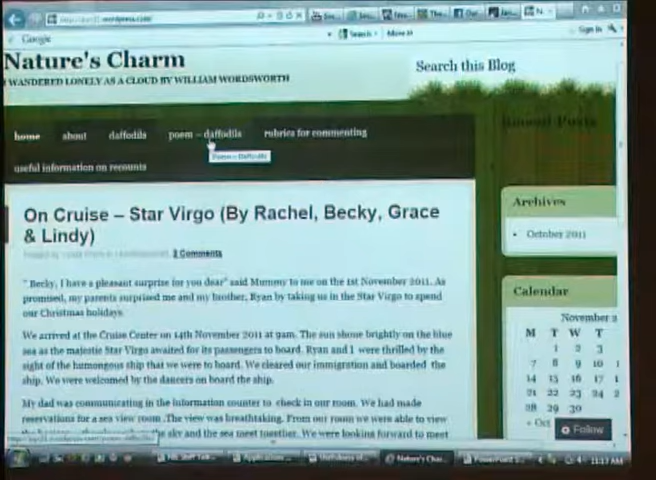 Google
Sign In
Nature's Charm
I WANDERED LONELY AS A CLOUD BY WILLIAM WORDSWORTH
Search this Blog
home about daffodils poem – daffodils rubrics for commenting
Poem – Daffodils
useful information on recounts
Recent Posts
On Cruise – Star Virgo (By Rachel, Becky, Grace
& Lindy)
2 Comments
" Becky, I have a pleasant surprise for you dear" said Mummy to me on the 1st November 2011. As
promised, my parents surprised me and my brother, Ryan by taking us in the Star Virgo to spend
our Christmas holidays.
We arrived at the Cruise Center on 14th November 2011 at 9am. The sun shone brightly on the blue
sea as the majestic Star Virgo awaited for its passengers to board. Ryan and I were thrilled by the
sight of the humongous ship that we were to board. We cleared our immigration and boarded the
ship. We were welcomed by the dancers on board the ship.
My dad was communicating in the information counter to check in our room. We had made
reservations for a sea view room .The view was breathtaking. From our room we were able to view
the sky and the sea meet together. We were looking forward to meet
Archives
October 2011
Calendar
November 2
M T W T
1 2 3
7 8 9 10 1
14 15 16 17 1
21 22 23 24 2
28 29 30
« Oct
Follow
11:17 AM